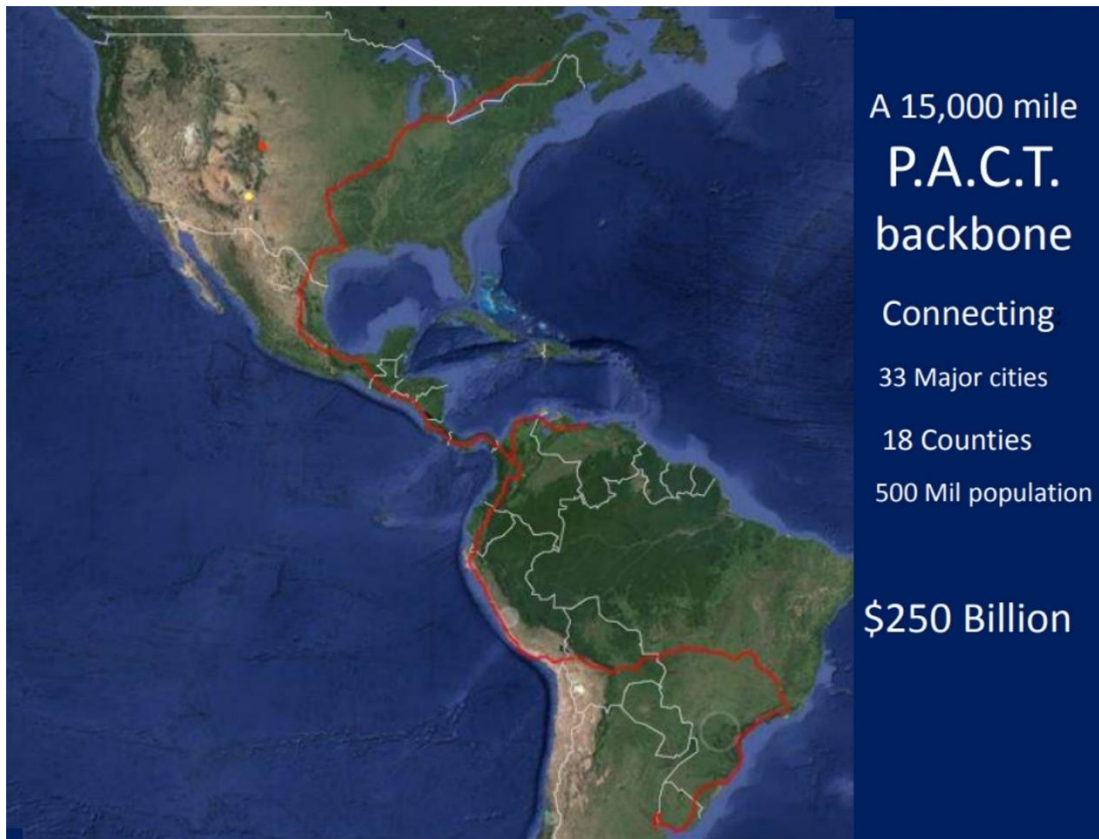 A 15,000 mile
P.A.C.T.
backbone
Connecting
33 Major cities
18 Counties
500 Mil population
$250 Billion